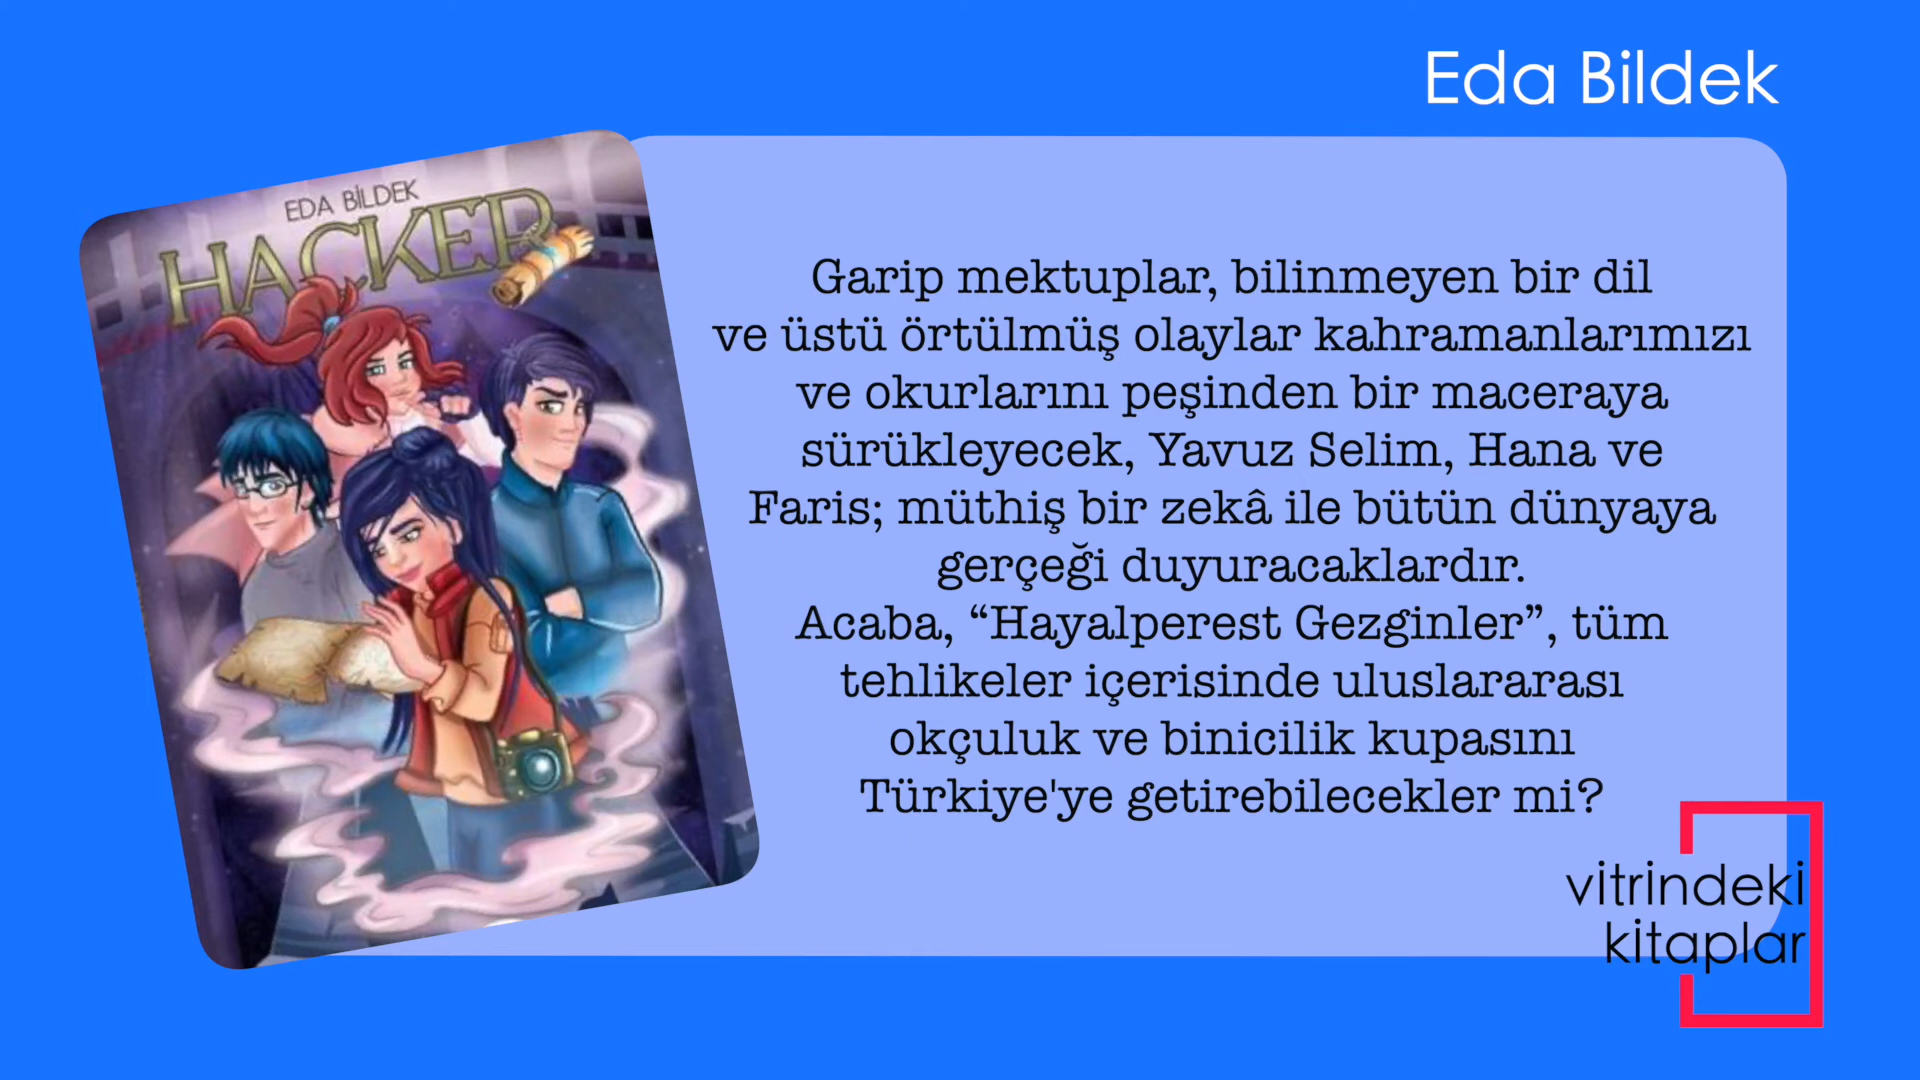 Eda Bildek
EDA BİLDEK
HACKER
Garip mektuplar, bilinmeyen bir dil
ve üstü örtülmüş olaylar kahramanlarımızı
ve okurlarını peşinden bir maceraya
sürükleyecek, Yavuz Selim, Hana ve
Faris; müthiş bir zekâ ile bütün dünyaya
gerçeği duyuracaklardır.
Acaba, “Hayalperest Gezginler”, tüm
tehlikeler içerisinde uluslararası
okçuluk ve binicilik kupasını
Türkiye'ye getirebilecekler mi?
vitrindeki
kitaplar